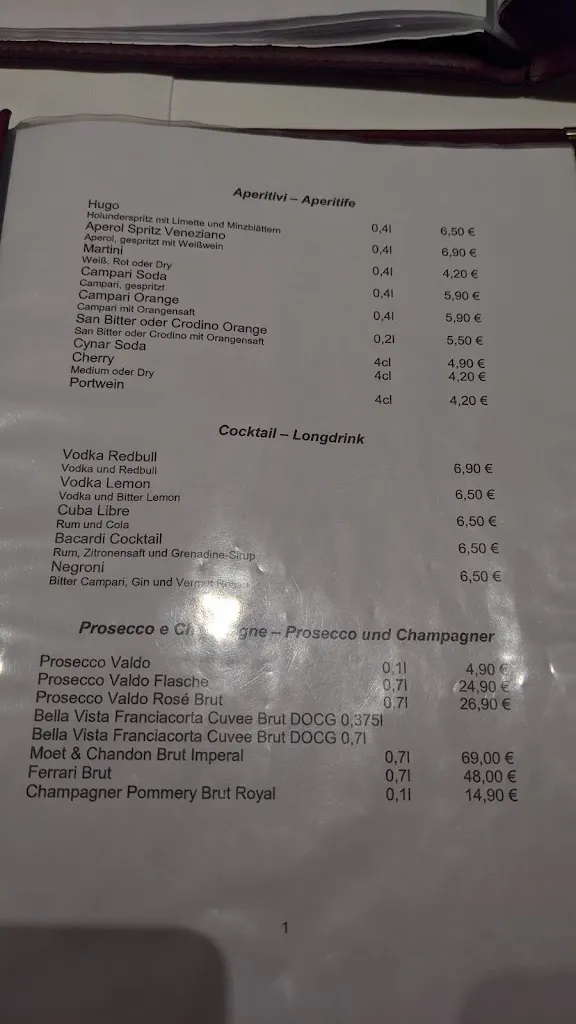 Aperitivi – Aperitife
Hugo
Holunderspritz mit Limette und Minzblättern 0,4l 6,50 €
Aperol Spritz Veneziano
Aperol, gespritzt mit Weißwein 0,4l 6,90 €
Martini
Weiß, Rot oder Dry 0,4l 4,20 €
Campari Soda
Campari, gespritzt 0,4l 5,90 €
Campari Orange
Campari mit Orangensaft 0,4l 5,90 €
San Bitter oder Crodino Orange
San Bitter oder Crodino mit Orangensaft 0,2l 5,50 €
Cynar Soda 4cl 4,90 €
Cherry 4cl 4,20 €
Medium oder Dry
Portwein 4cl 4,20 €
Cocktail – Longdrink
Vodka Redbull
Vodka und Redbull 6,90 €
Vodka Lemon
Vodka und Bitter Lemon 6,50 €
Cuba Libre
Rum und Cola 6,50 €
Bacardi Cocktail
Rum, Zitronensaft und Grenadine-Sirup 6,50 €
Negroni
Bitter Campari, Gin und Vermut Rosso 6,50 €
Prosecco e Ch gne – Prosecco und Champagner
Prosecco Valdo 0,1l 4,90 €
Prosecco Valdo Flasche 0,7l 24,90 €
Prosecco Valdo Rosé Brut 0,7l 26,90 €
Bella Vista Franciacorta Cuvee Brut DOCG 0,375l
Bella Vista Franciacorta Cuvee Brut DOCG 0,7l
Moet & Chandon Brut Imperal 0,7l 69,00 €
Ferrari Brut 0,7l 48,00 €
Champagner Pommery Brut Royal 0,1l 14,90 €
1